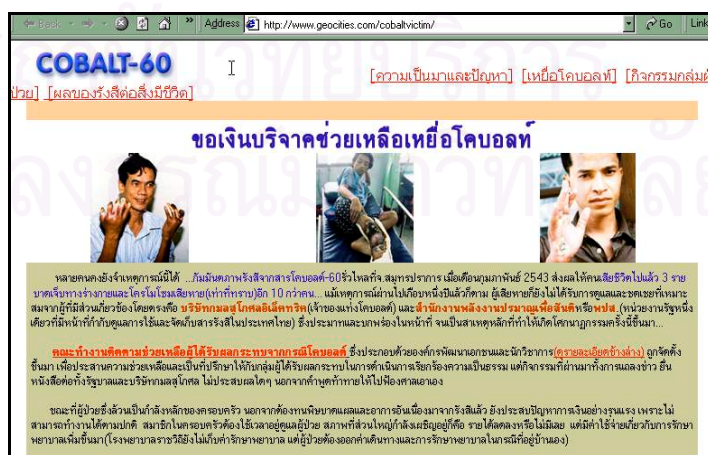 Back » Address http://www.geocities.com/cobaltvictim/ Go Link
COBALT-60
[ความเป็นมาและปัญหา] [เหยื่อโคบอลท์] [กิจกรรมกลุ่มผู้
ป่วย] [ผลของรังสีต่อสิ่งมีชีวิต]
ขอเงินบริจาคช่วยเหลือเหยื่อโคบอลท์
หลายคนคงยังจำเหตุการณ์นี้ได้ ...กัมมันตภาพรังสีจากสารโคบอลต์-60รั่วไหลที่จ.สมุทรปราการ เมื่อเดือนกุมภาพันธ์ 2543 ส่งผลให้คนเสียชีวิตไปแล้ว 3 ราย
บาดเจ็บทางร่างกายและโครโมโซมเสียหาย(เท่าที่ทราบ)อีก 10 กว่าคน... แม้เหตุการณ์ผ่านไปเกือบหนึ่งปีแล้วก็ตาม ผู้เสียหายก็ยังไม่ได้รับการดูแลและชดเชยที่เหมาะ
สมจากผู้ที่มีส่วนเกี่ยวข้องโดยตรงคือ บริษัทกมลสุโกศลอิเล็คทริค(เจ้าของแท่งโคบอลต์) และสำนักงานพลังงานปรมาณูเพื่อสันติหรือพปส.(หน่วยงานรัฐหนึ่ง
เดียวที่มีหน้าที่กำกับดูแลการใช้และจัดเก็บสารรังสีในประเทศไทย) ซึ่งประมาทและบกพร่องในหน้าที่ จนเป็นสาเหตุหลักที่ทำให้เกิดโศกนาฏกรรมครั้งนี้ขึ้นมา...
คณะทำงานติดตามช่วยเหลือผู้ได้รับผลกระทบจากกรณีโคบอลต์ ซึ่งประกอบด้วยองค์กรพัฒนาเอกชนและนักวิชาการ(ดูรายละเอียดข้างล่าง) ถูกจัดตั้ง
ขึ้นมา เพื่อประสานความช่วยเหลือและเป็นที่ปรึกษาให้กับกลุ่มผู้ได้รับผลกระทบในการดำเนินการเรียกร้องความเป็นธรรม แต่กิจกรรมที่ผ่านมาทั้งการแถลงข่าว ยื่น
หนังสือต่อทั้งรัฐบาลและบริษัทกมลสุโกศล ไม่ประสบผลใดๆ นอกจากคำพูดท้าทายให้ไปฟ้องศาลเอาเอง
ขณะที่ผู้ป่วยซึ่งล้วนเป็นกำลังหลักของครอบครัว นอกจากต้องทนพิษบาดแผลและอาการอันเนื่องมาจากรังสีแล้ว ยังประสบปัญหาการเงินอย่างรุนแรง เพราะไม่
สามารถทำงานได้ตามปกติ สมาชิกในครอบครัวต้องใช้เวลาอยู่ดูแลผู้ป่วย สภาพที่ส่วนใหญ่กำลังเผชิญอยู่ก็คือ รายได้ลดลงหรือไม่มีเลย แต่มีค่าใช้จ่ายเกี่ยวกับการรักษา
พยาบาลเพิ่มขึ้นมา(โรงพยาบาลราชวิถียังไม่เก็บค่ารักษาพยาบาล แต่ผู้ป่วยต้องออกค่าเดินทางและการรักษาพยาบาลในกรณีที่อยู่บ้านเอง)